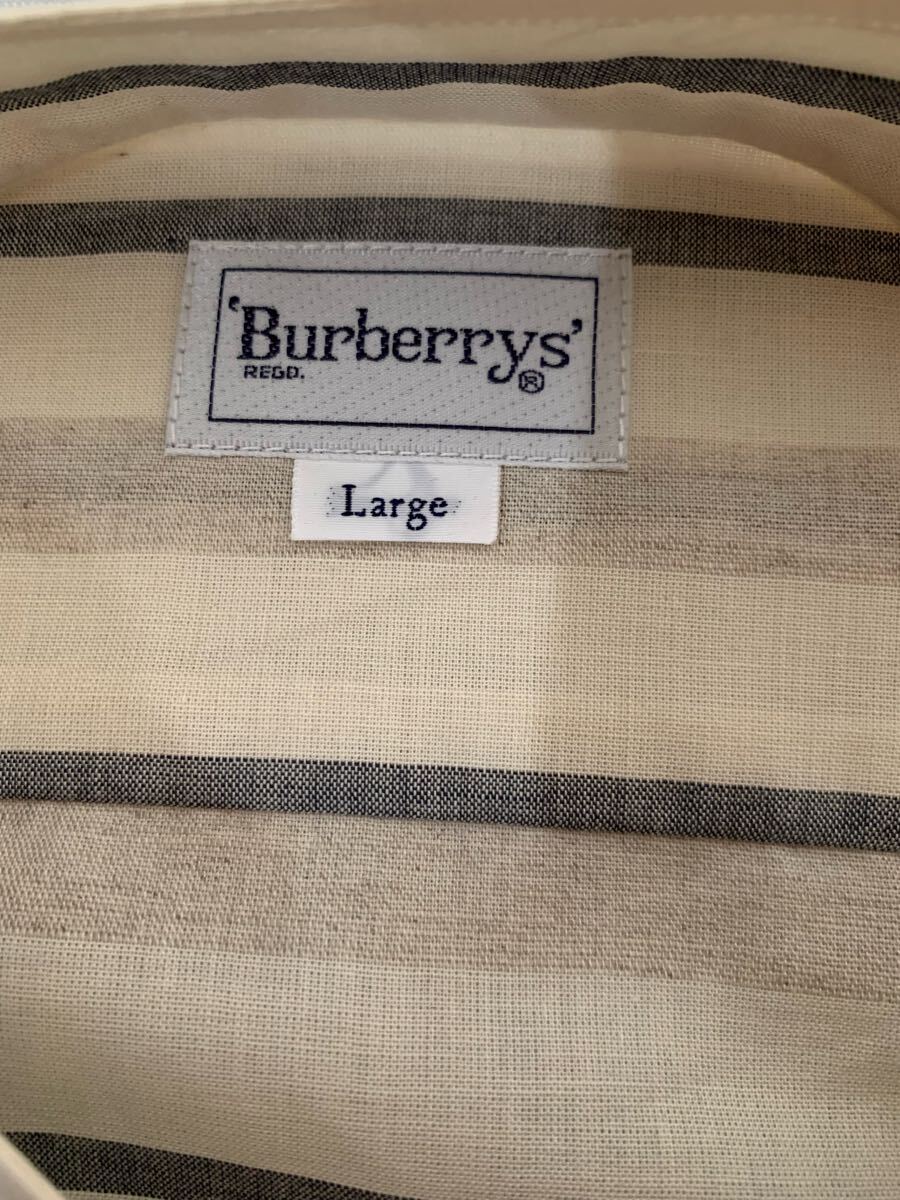 ‘Burberrys’
REGD. ®
Large